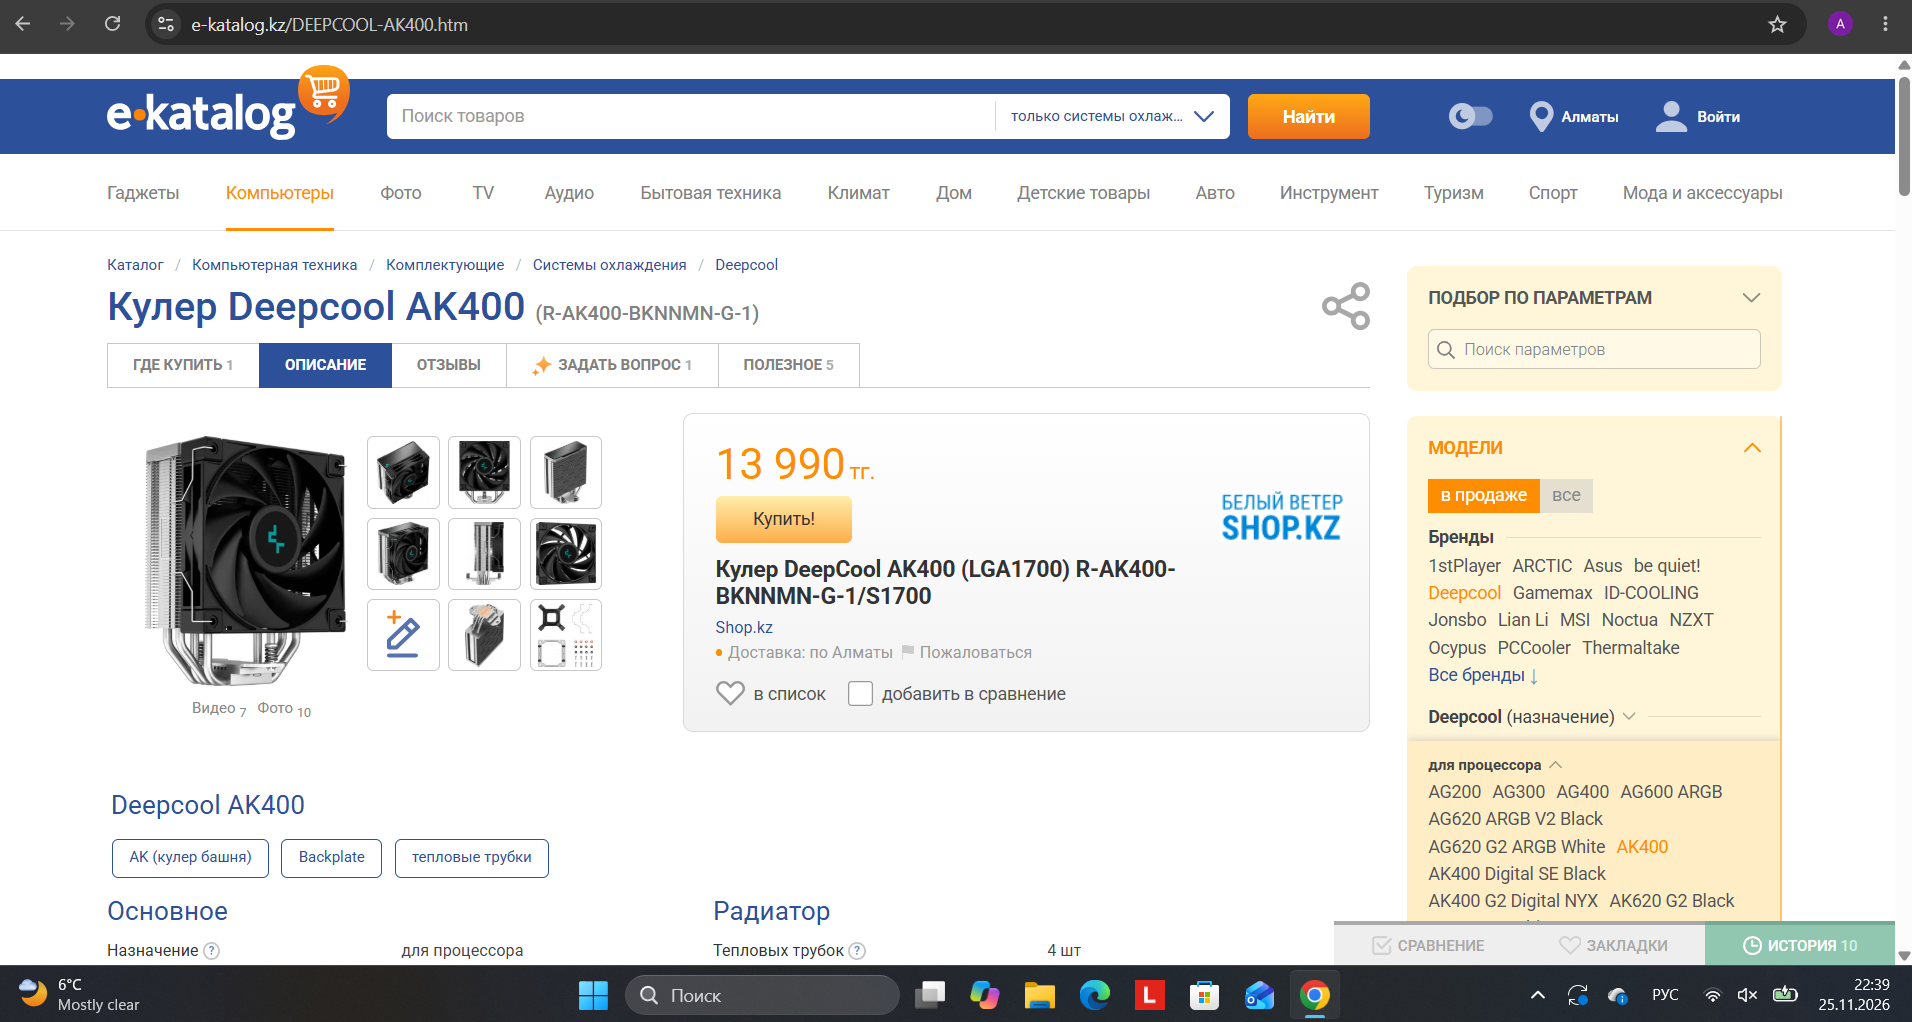 e-katalog.kz/DEEPCOOL-AK400.htm
A
e•katalog
Поиск товаров
только системы охлаж...
Найти
Алматы
Войти
Гаджеты
Компьютеры
Фото
TV
Аудио
Бытовая техника
Климат
Дом
Детские товары
Авто
Инструмент
Туризм
Спорт
Мода и аксессуары
Каталог / Компьютерная техника / Комплектующие / Системы охлаждения / Deepcool
Кулер Deepcool AK400 (R-AK400-BKNNMN-G-1)
ГДЕ КУПИТЬ 1
ОПИСАНИЕ
ОТЗЫВЫ
ЗАДАТЬ ВОПРОС 1
ПОЛЕЗНОЕ 5
Видео 7 Фото 10
13 990 тг.
Купить!
БЕЛЫЙ ВЕТЕР
SHOP.KZ
Кулер DeepCool AK400 (LGA1700) R-AK400-
BKNNMN-G-1/S1700
Shop.kz
Доставка: по Алматы Пожаловаться
в список
добавить в сравнение
Deepcool AK400
AK (кулер башня)
Backplate
тепловые трубки
Основное
Назначение ?
для процессора
Радиатор
Тепловых трубок ?
4 шт
ПОДБОР ПО ПАРАМЕТРАМ
Поиск параметров
МОДЕЛИ
в продаже
все
Бренды
1stPlayer ARCTIC Asus be quiet!
Deepcool Gamemax ID-COOLING
Jonsbo Lian Li MSI Noctua NZXT
Ocypus PCCooler Thermaltake
Все бренды ↓
Deepcool (назначение)
для процессора
AG200 AG300 AG400 AG600 ARGB
AG620 ARGB V2 Black
AG620 G2 ARGB White AK400
AK400 Digital SE Black
AK400 G2 Digital NYX AK620 G2 Black
СРАВНЕНИЕ
ЗАКЛАДКИ
ИСТОРИЯ 10
6°C
Mostly clear
Поиск
L
РУС
22:39
25.11.2026